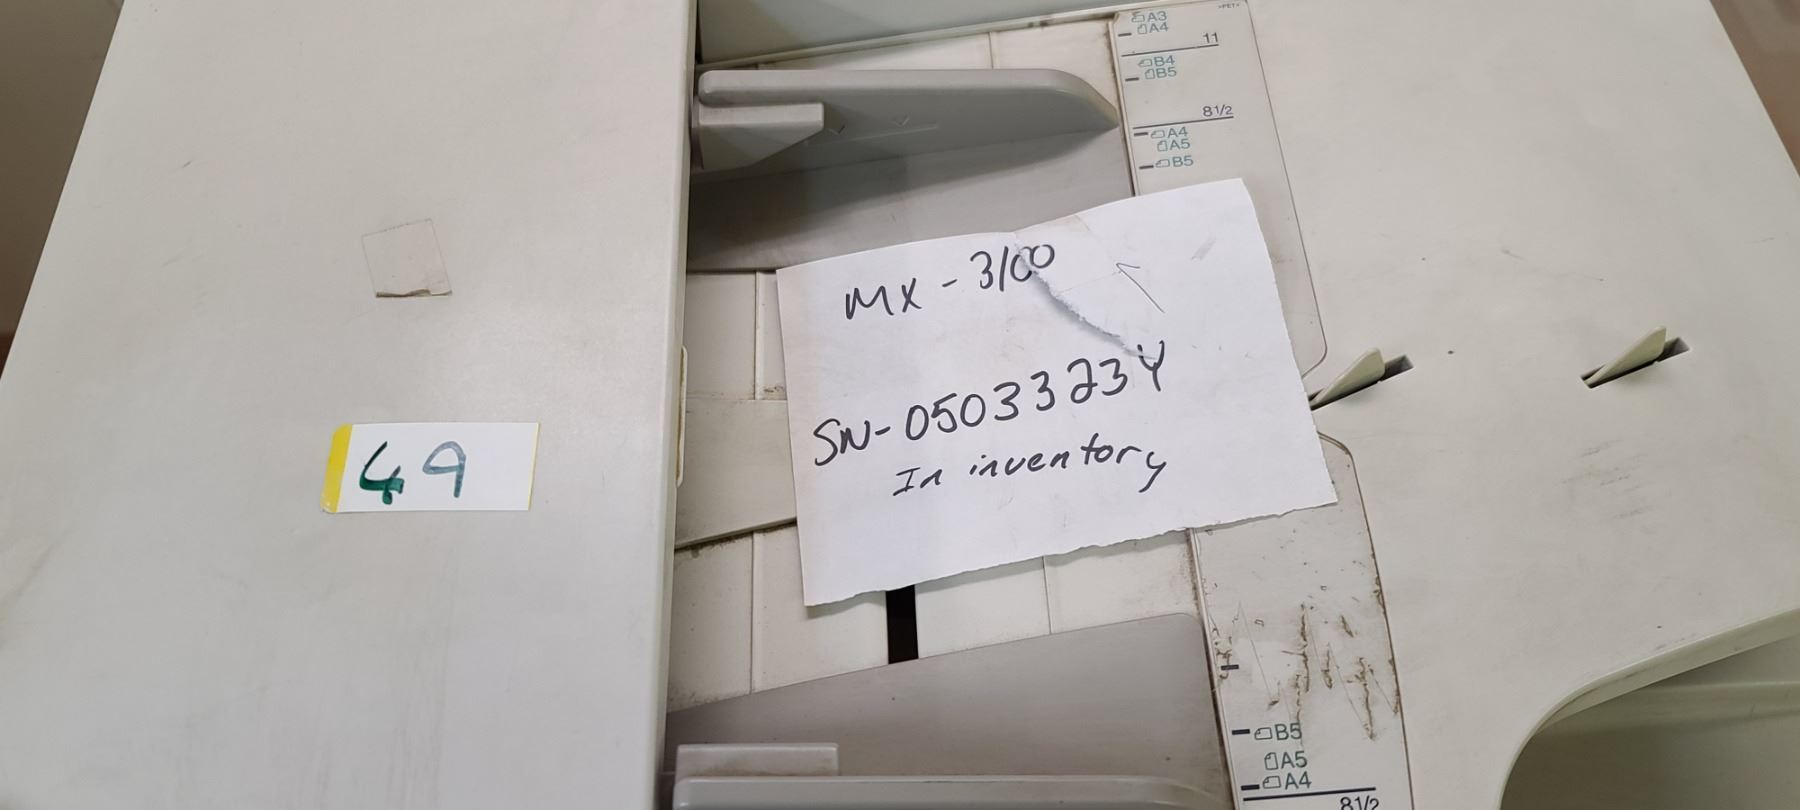 >PET<
A3
A4
11
B4
B5
8 1/2
A4
A5
B5
MX - 3100
SN-05033234
In inventory
49
B5
A5
A4
8 1/2